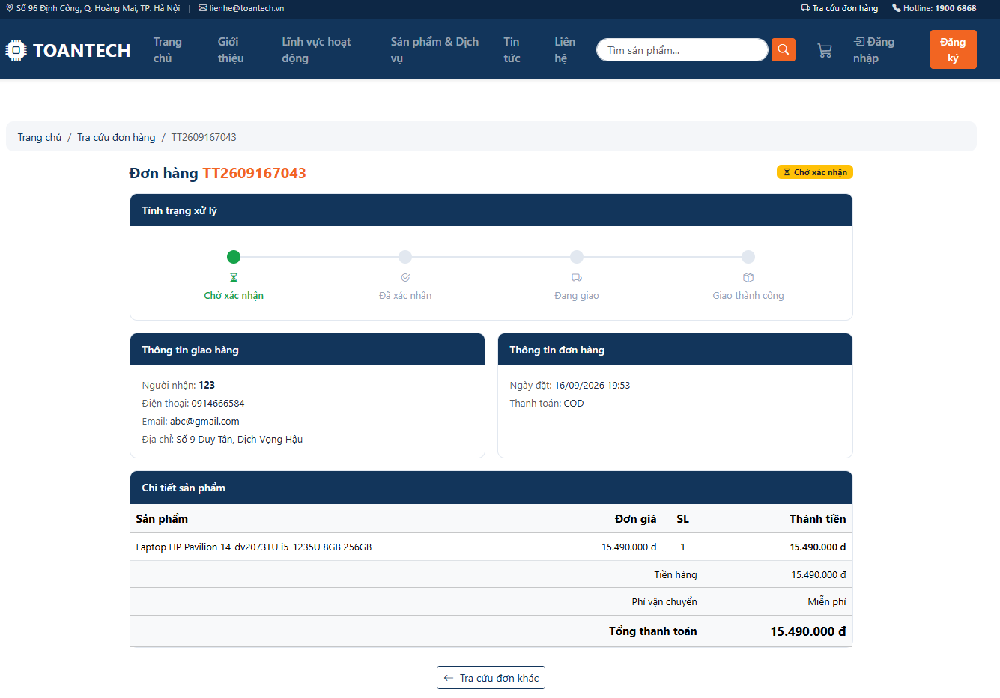 Số 96 Định Công, Q. Hoàng Mai, TP. Hà Nội | lienhe@toantech.vn
Tra cứu đơn hàng Hotline: 1900 6868
TOANTECH
Trang chủ
Giới thiệu
Lĩnh vực hoạt động
Sản phẩm & Dịch vụ
Tin tức
Liên hệ
Tìm sản phẩm...
Đăng nhập
Đăng ký
Trang chủ / Tra cứu đơn hàng / TT2609167043
Đơn hàng TT2609167043
Chờ xác nhận
Tình trạng xử lý
Chờ xác nhận
Đã xác nhận
Đang giao
Giao thành công
Thông tin giao hàng
Người nhận: 123
Điện thoại: 0914666584
Email: abc@gmail.com
Địa chỉ: Số 9 Duy Tân, Dịch Vọng Hậu
Thông tin đơn hàng
Ngày đặt: 16/09/2026 19:53
Thanh toán: COD
Chi tiết sản phẩm
Sản phẩm Đơn giá SL Thành tiền
Laptop HP Pavilion 14-dv2073TU i5-1235U 8GB 256GB 15.490.000 đ 1 15.490.000 đ
Tiền hàng 15.490.000 đ
Phí vận chuyển Miễn phí
Tổng thanh toán 15.490.000 đ
← Tra cứu đơn khác